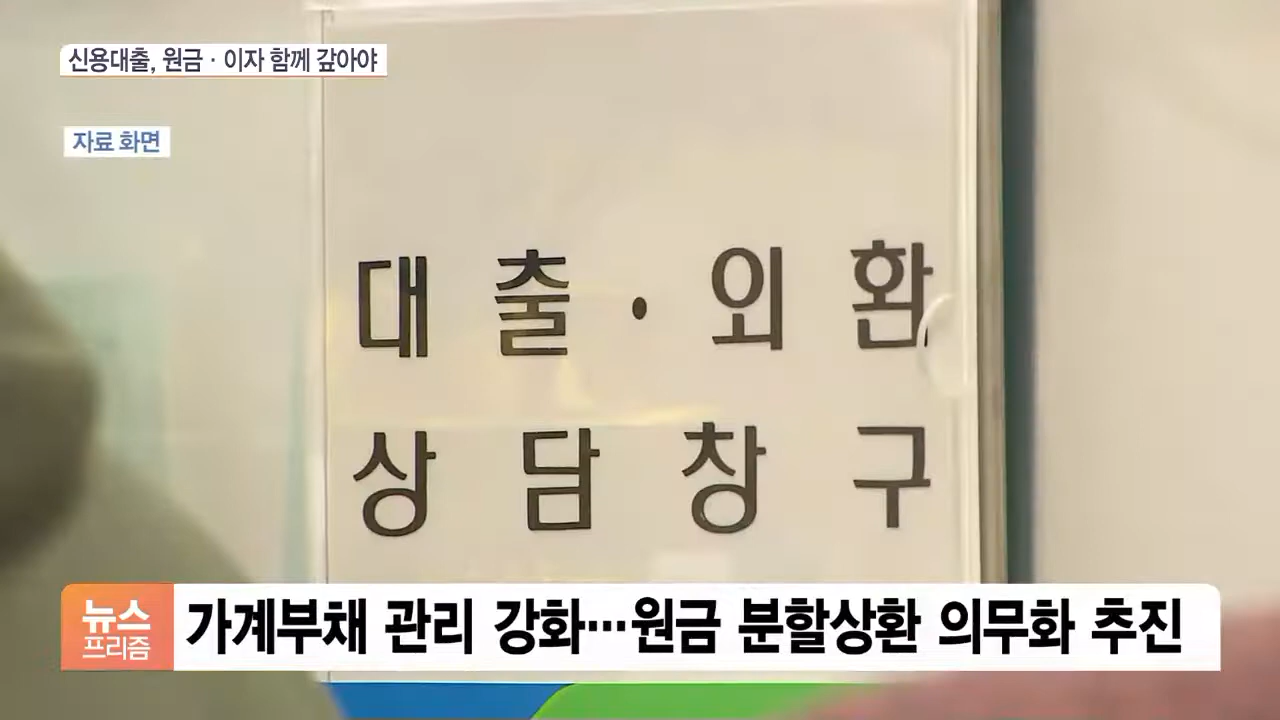 신용대출, 원금·이자 함께 갚아야
자료 화면
대출·외환
상담창구
뉴스
프리즘
가계부채 관리 강화…원금 분할상환 의무화 추진